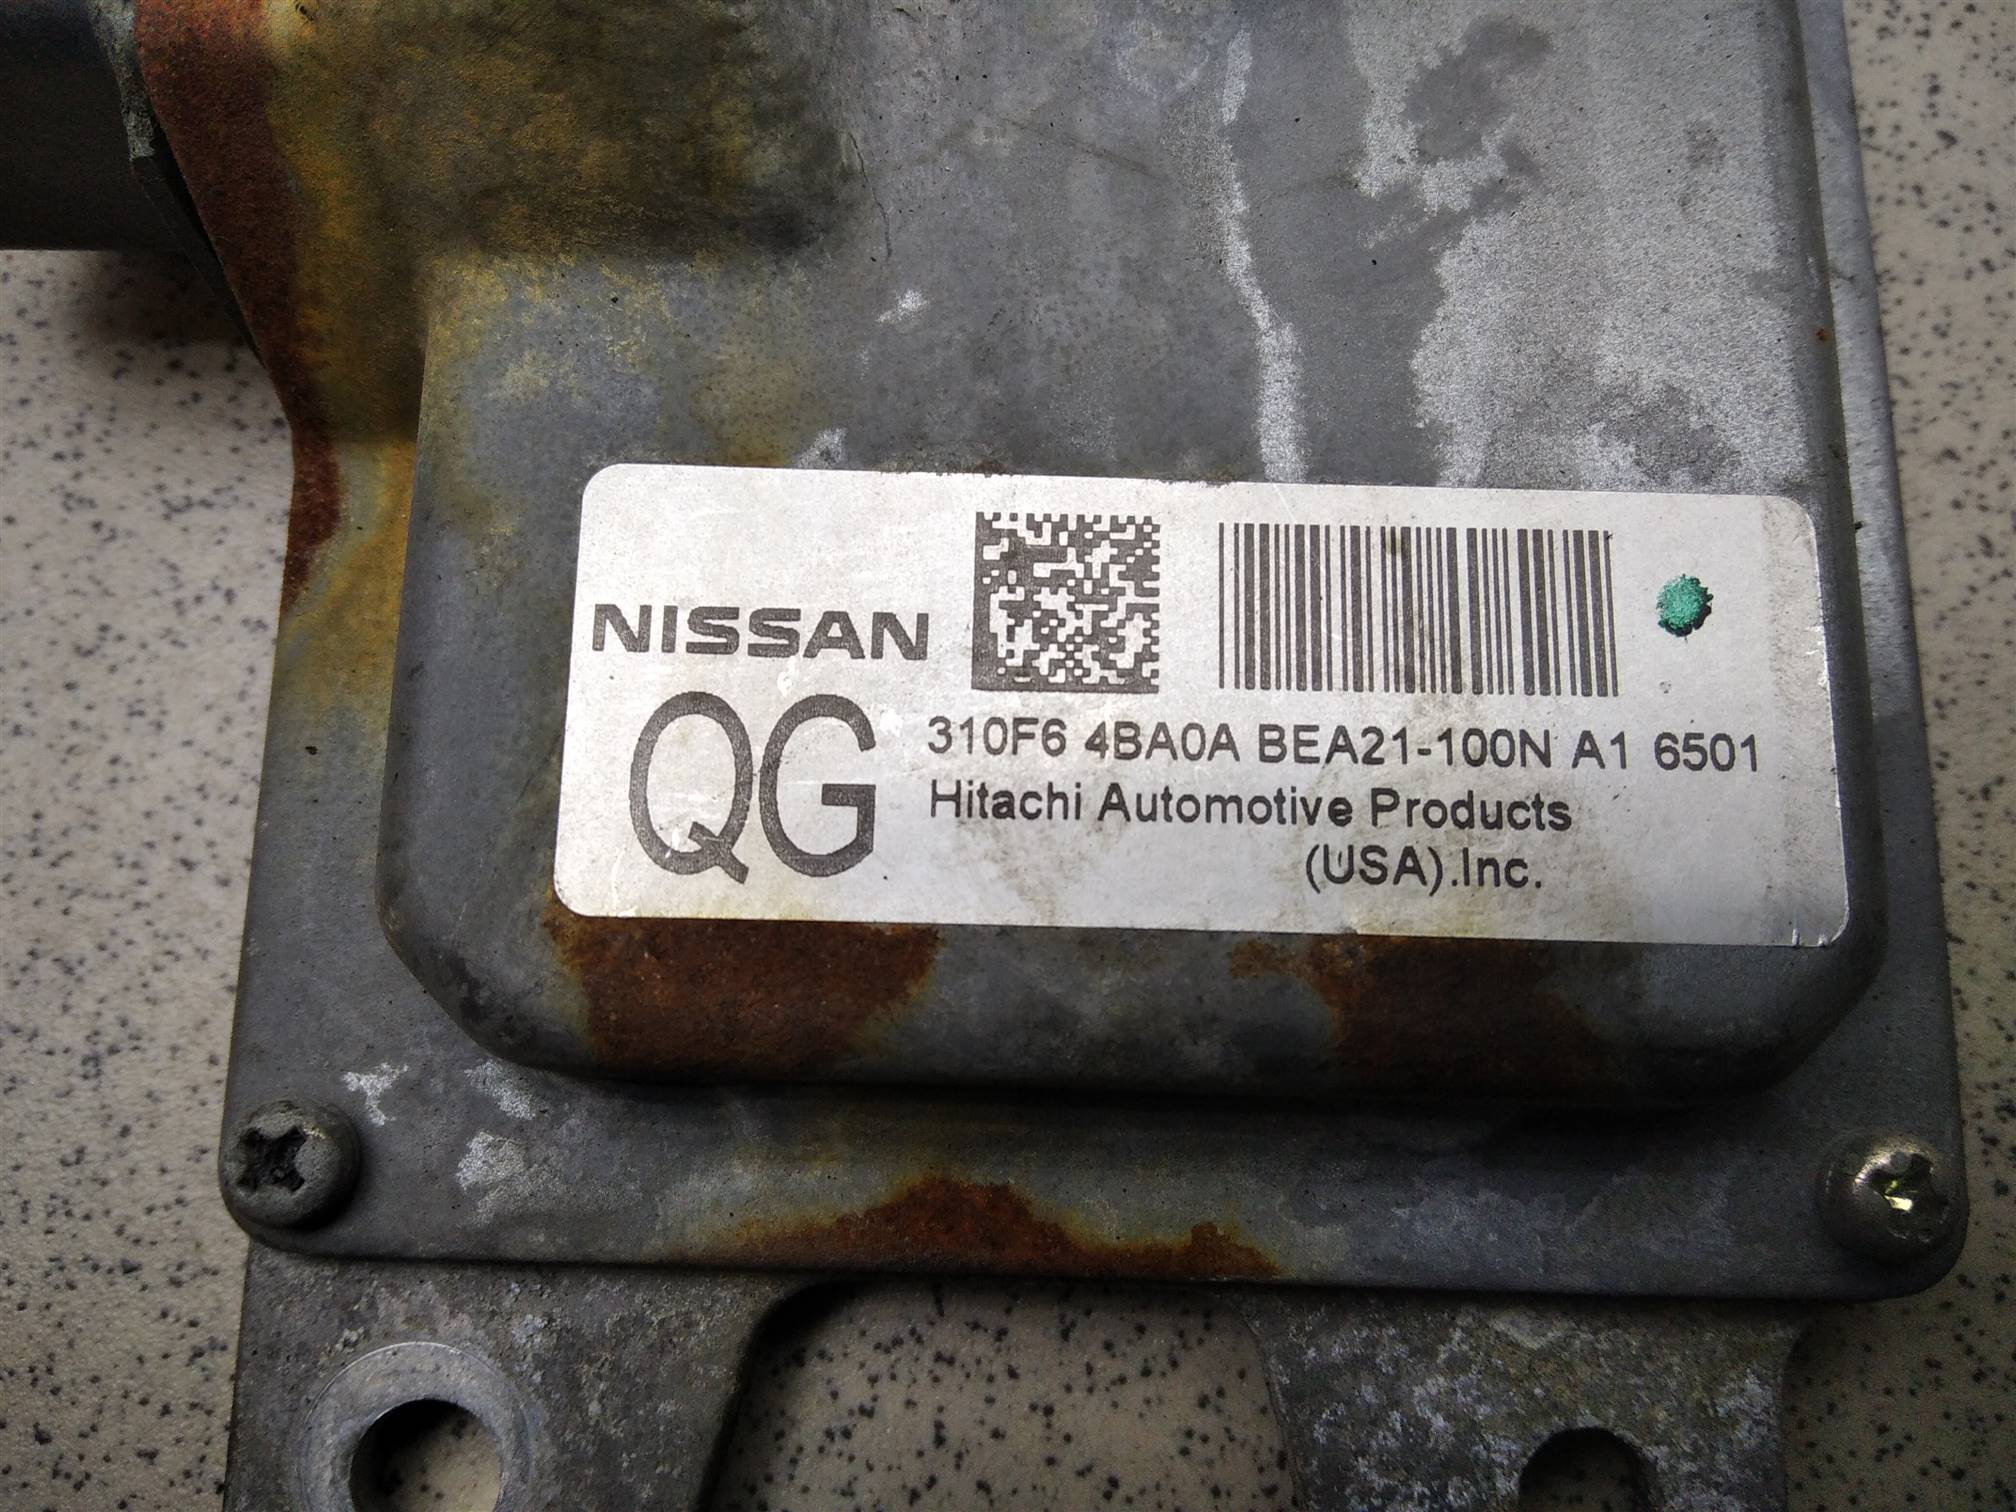 NISSAN
QG
310F6 4BA0A BEA21-100N A1 6501
Hitachi Automotive Products
(USA).Inc.